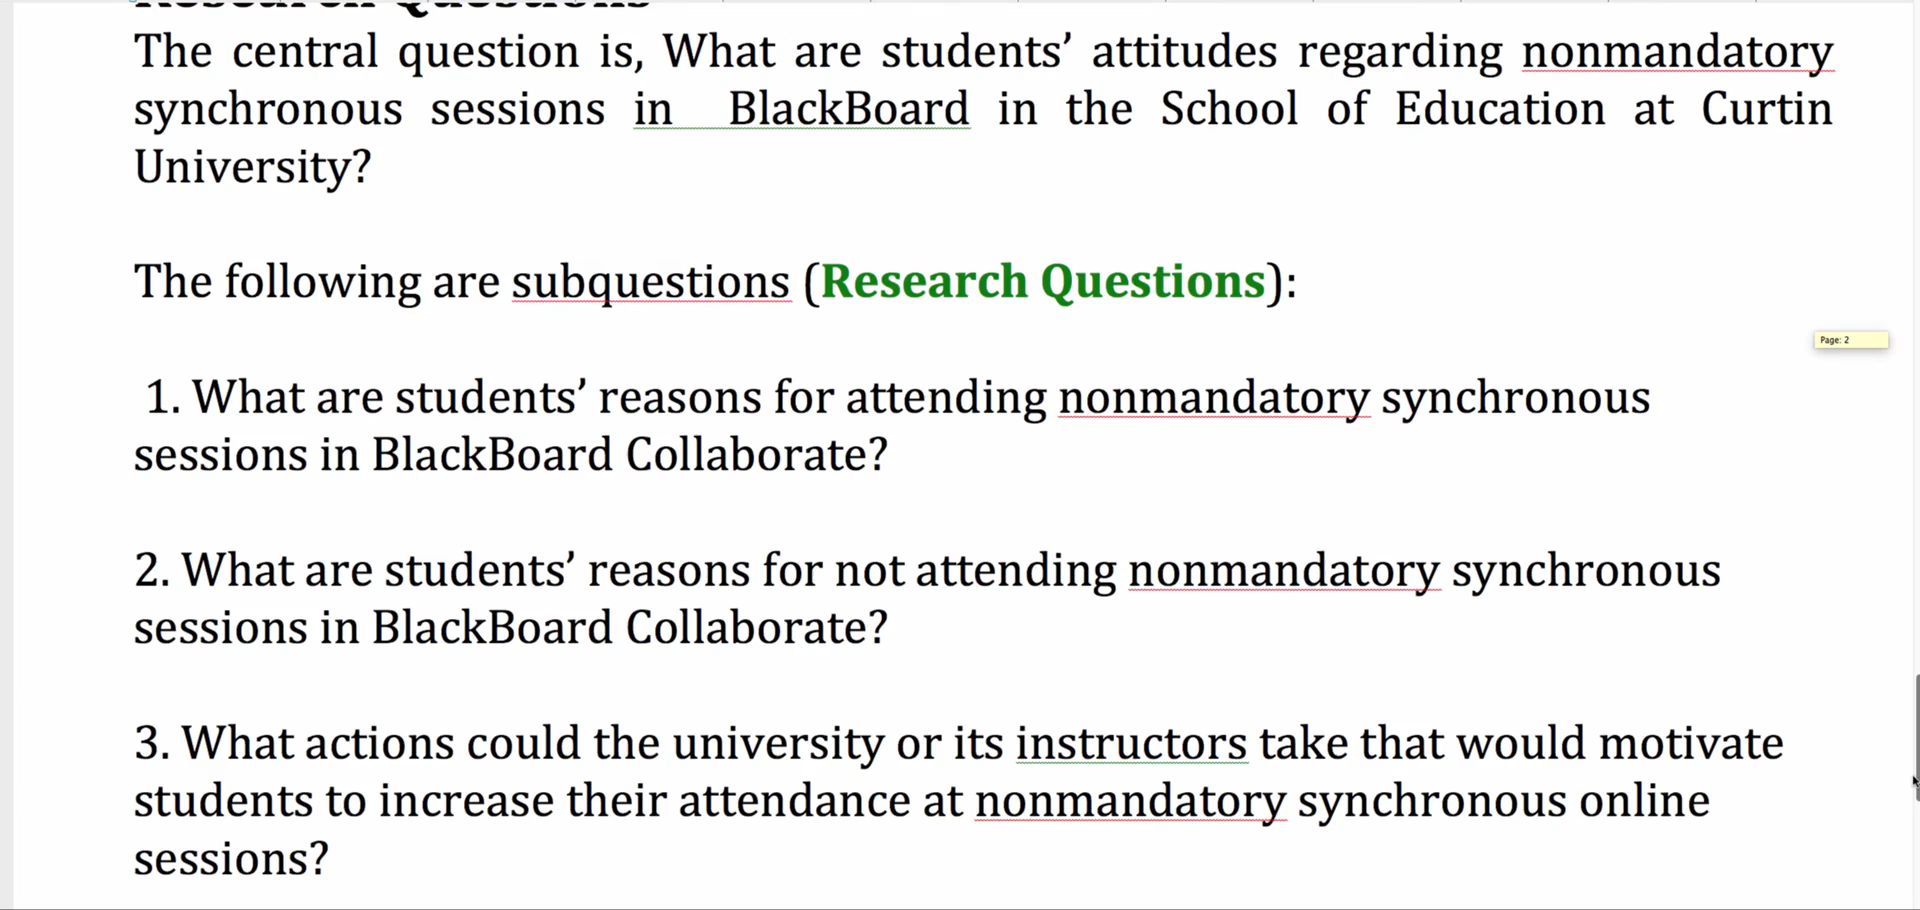 Research Questions
The central question is, What are students’ attitudes regarding nonmandatory
synchronous sessions in BlackBoard in the School of Education at Curtin
University?
The following are subquestions (Research Questions):
Page: 2
1. What are students’ reasons for attending nonmandatory synchronous
sessions in BlackBoard Collaborate?
2. What are students’ reasons for not attending nonmandatory synchronous
sessions in BlackBoard Collaborate?
3. What actions could the university or its instructors take that would motivate
students to increase their attendance at nonmandatory synchronous online
sessions?